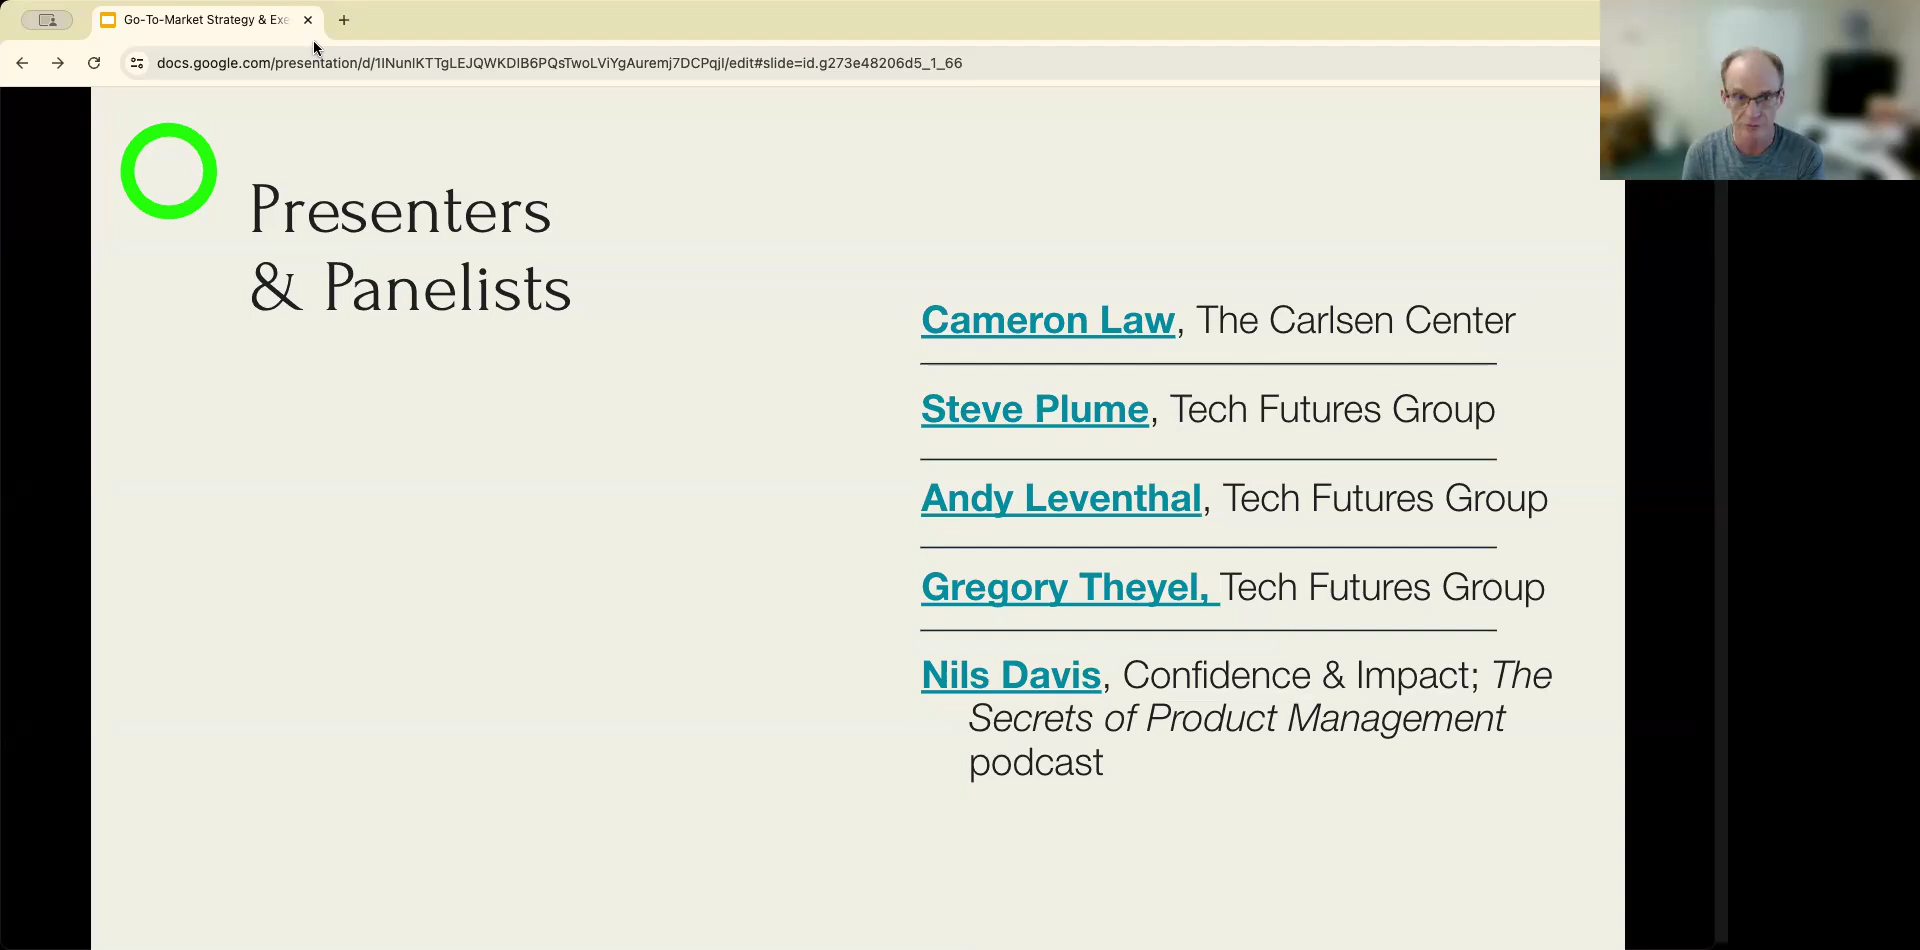 Go-To-Market Strategy & Exe
docs.google.com/presentation/d/1INunIKTTgLEJQWKDIB6PQsTwoLViYgAuremj7DCPqjI/edit#slide=id.g273e48206d5_1_66
Presenters
& Panelists
Cameron Law, The Carlsen Center
Steve Plume, Tech Futures Group
Andy Leventhal, Tech Futures Group
Gregory Theyel, Tech Futures Group
Nils Davis, Confidence & Impact; The
Secrets of Product Management
podcast